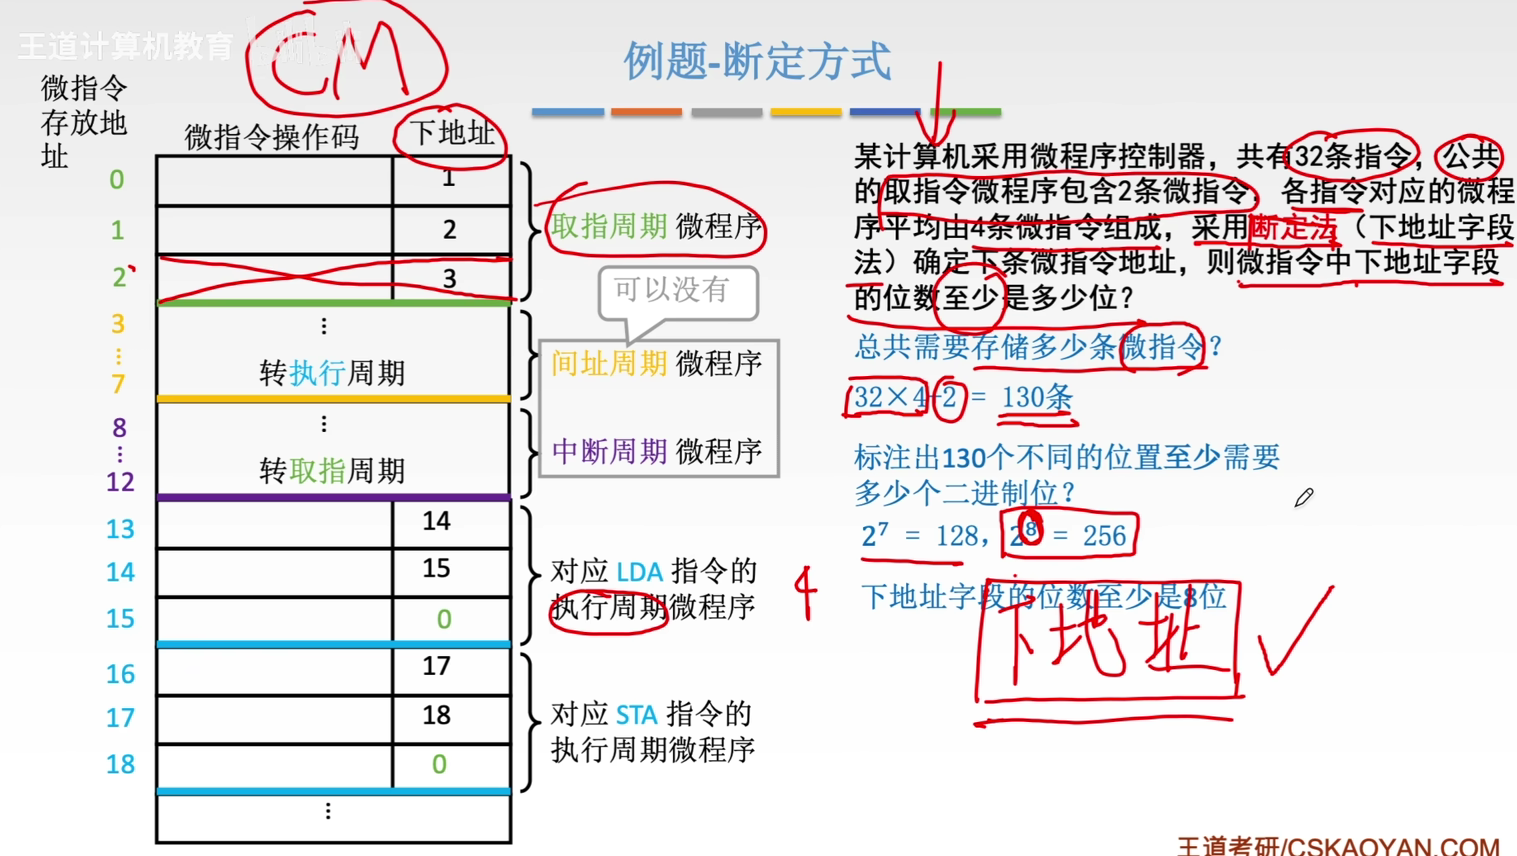 王道计算机教育
CM
例题-断定方式
微指令
存放地
址
微指令操作码
下地址
0
1
1
2
2
3
取指周期 微程序
可以没有
3
⋮
7
⋮
转执行周期
间址周期 微程序
8
⋮
12
⋮
转取指周期
中断周期 微程序
13
14
14
15
15
0
对应 LDA 指令的
执行周期微程序
4
16
17
17
18
18
0
对应 STA 指令的
执行周期微程序
⋮
某计算机采用微程序控制器，共有32条指令，公共
的取指令微程序包含2条微指令，各指令对应的微程
序平均由4条微指令组成，采用断定法（下地址字段
法）确定下条微指令地址，则微指令中下地址字段
的位数至少是多少位？
总共需要存储多少条微指令？
32×4+2 = 130条
标注出130个不同的位置至少需要
多少个二进制位？
2⁷ = 128，2⁸ = 256
下地址字段的位数至少是8位
下地址
王道考研/CSKAOYAN.COM